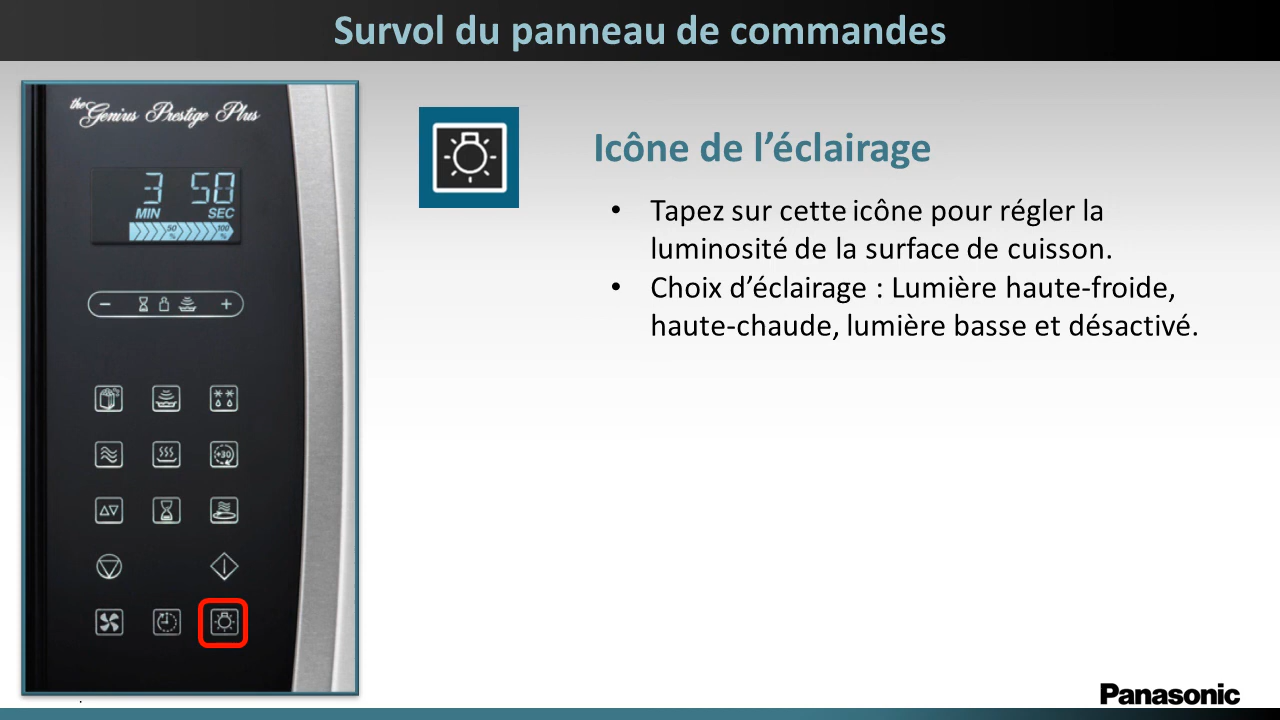 Survol du panneau de commandes
the Genius Prestige Plus
3 50
MIN SEC
50 % 100 %
− +
+30
Icône de l’éclairage
• Tapez sur cette icône pour régler la
luminosité de la surface de cuisson.
• Choix d’éclairage : Lumière haute-froide,
haute-chaude, lumière basse et désactivé.
Panasonic